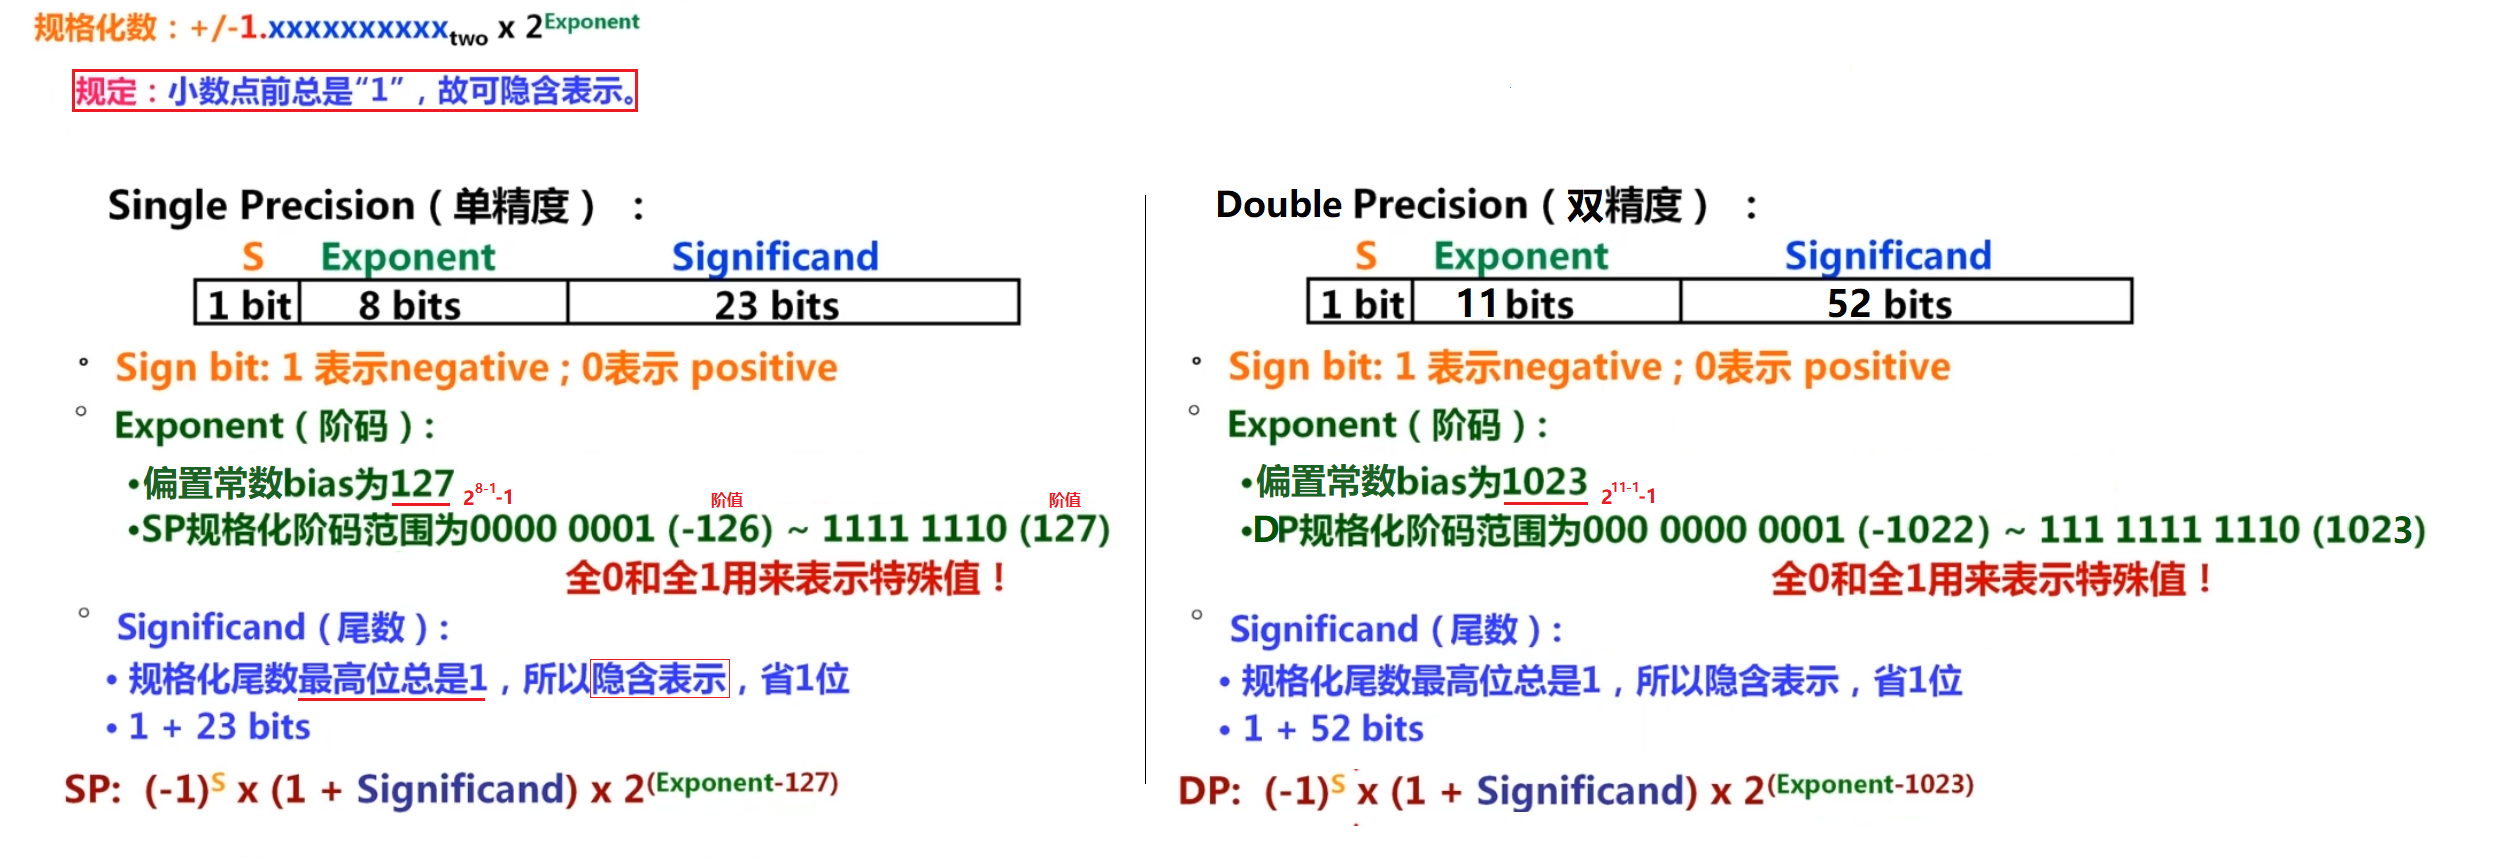 规格化数：+/-1.xxxxxxxxxxtwo x 2Exponent
规定：小数点前总是“1”，故可隐含表示。
Single Precision（单精度）：
S Exponent Significand
1 bit 8 bits 23 bits
Sign bit: 1 表示negative；0表示 positive
Exponent（阶码）：
•偏置常数bias为127 2^8-1-1
阶值 阶值
•SP规格化阶码范围为0000 0001 (-126) ~ 1111 1110 (127)
全0和全1用来表示特殊值！
Significand（尾数）：
• 规格化尾数最高位总是1，所以隐含表示，省1位
• 1 + 23 bits
SP: (-1)^S x (1 + Significand) x 2^(Exponent-127)
Double Precision（双精度）：
S Exponent Significand
1 bit 11 bits 52 bits
Sign bit: 1 表示negative；0表示 positive
Exponent（阶码）：
•偏置常数bias为1023 2^11-1-1
•DP规格化阶码范围为000 0000 0001 (-1022) ~ 111 1111 1110 (1023)
全0和全1用来表示特殊值！
Significand（尾数）：
• 规格化尾数最高位总是1，所以隐含表示，省1位
• 1 + 52 bits
DP: (-1)^S x (1 + Significand) x 2^(Exponent-1023)